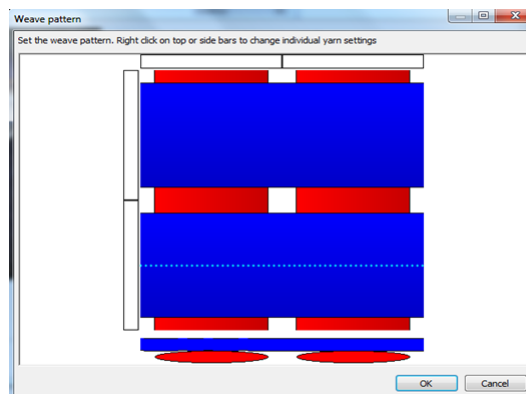 Weave pattern
Set the weave pattern. Right click on top or side bars to change individual yarn settings
OK
Cancel